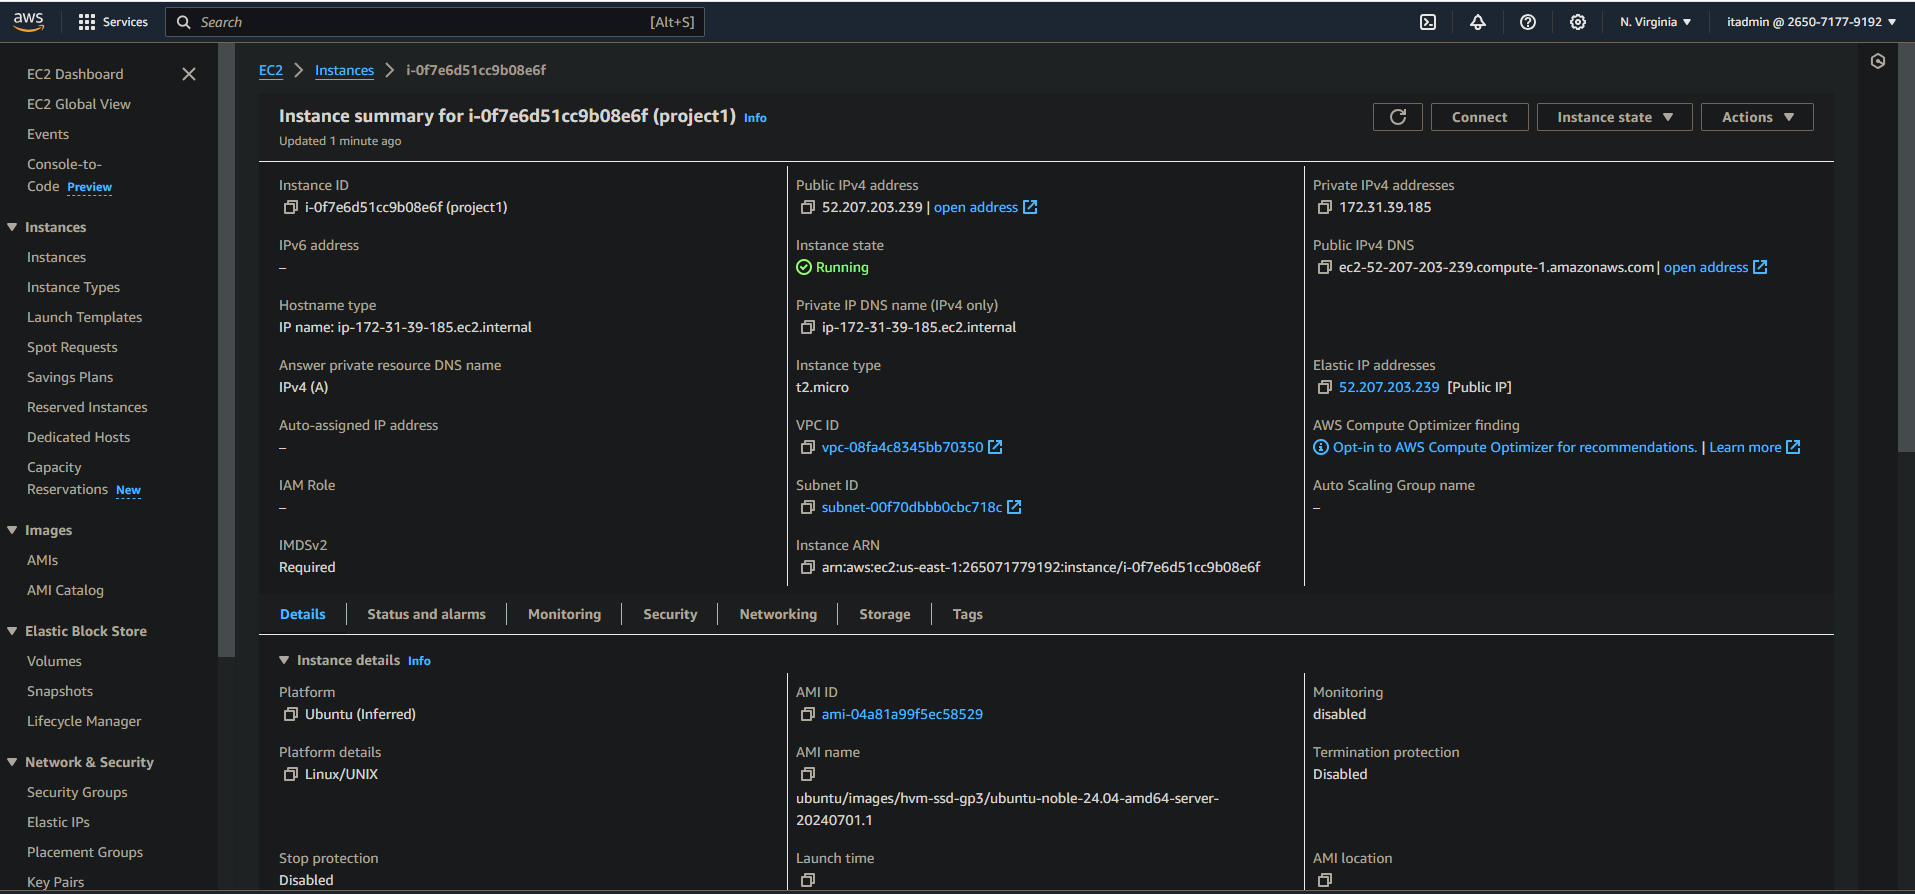 aws
Services
Search
[Alt+S]
N. Virginia
itadmin @ 2650-7177-9192
EC2 Dashboard
EC2 Global View
Events
Console-to-
Code Preview
Instances
Instances
Instance Types
Launch Templates
Spot Requests
Savings Plans
Reserved Instances
Dedicated Hosts
Capacity
Reservations New
Images
AMIs
AMI Catalog
Elastic Block Store
Volumes
Snapshots
Lifecycle Manager
Network & Security
Security Groups
Elastic IPs
Placement Groups
Key Pairs
EC2 Instances i-0f7e6d51cc9b08e6f
Instance summary for i-0f7e6d51cc9b08e6f (project1) Info
Updated 1 minute ago
Connect
Instance state
Actions
Instance ID
i-0f7e6d51cc9b08e6f (project1)
Public IPv4 address
52.207.203.239 | open address
Private IPv4 addresses
172.31.39.185
IPv6 address
–
Instance state
Running
Public IPv4 DNS
ec2-52-207-203-239.compute-1.amazonaws.com | open address
Hostname type
IP name: ip-172-31-39-185.ec2.internal
Private IP DNS name (IPv4 only)
ip-172-31-39-185.ec2.internal
Answer private resource DNS name
IPv4 (A)
Instance type
t2.micro
Elastic IP addresses
52.207.203.239 [Public IP]
Auto-assigned IP address
–
VPC ID
vpc-08fa4c8345bb70350
AWS Compute Optimizer finding
Opt-in to AWS Compute Optimizer for recommendations. | Learn more
IAM Role
–
Subnet ID
subnet-00f70dbbb0cbc718c
Auto Scaling Group name
–
IMDSv2
Required
Instance ARN
arn:aws:ec2:us-east-1:265071779192:instance/i-0f7e6d51cc9b08e6f
Details
Status and alarms
Monitoring
Security
Networking
Storage
Tags
Instance details Info
Platform
Ubuntu (Inferred)
AMI ID
ami-04a81a99f5ec58529
Monitoring
disabled
Platform details
Linux/UNIX
AMI name
ubuntu/images/hvm-ssd-gp3/ubuntu-noble-24.04-amd64-server-
20240701.1
Termination protection
Disabled
Stop protection
Disabled
Launch time
AMI location